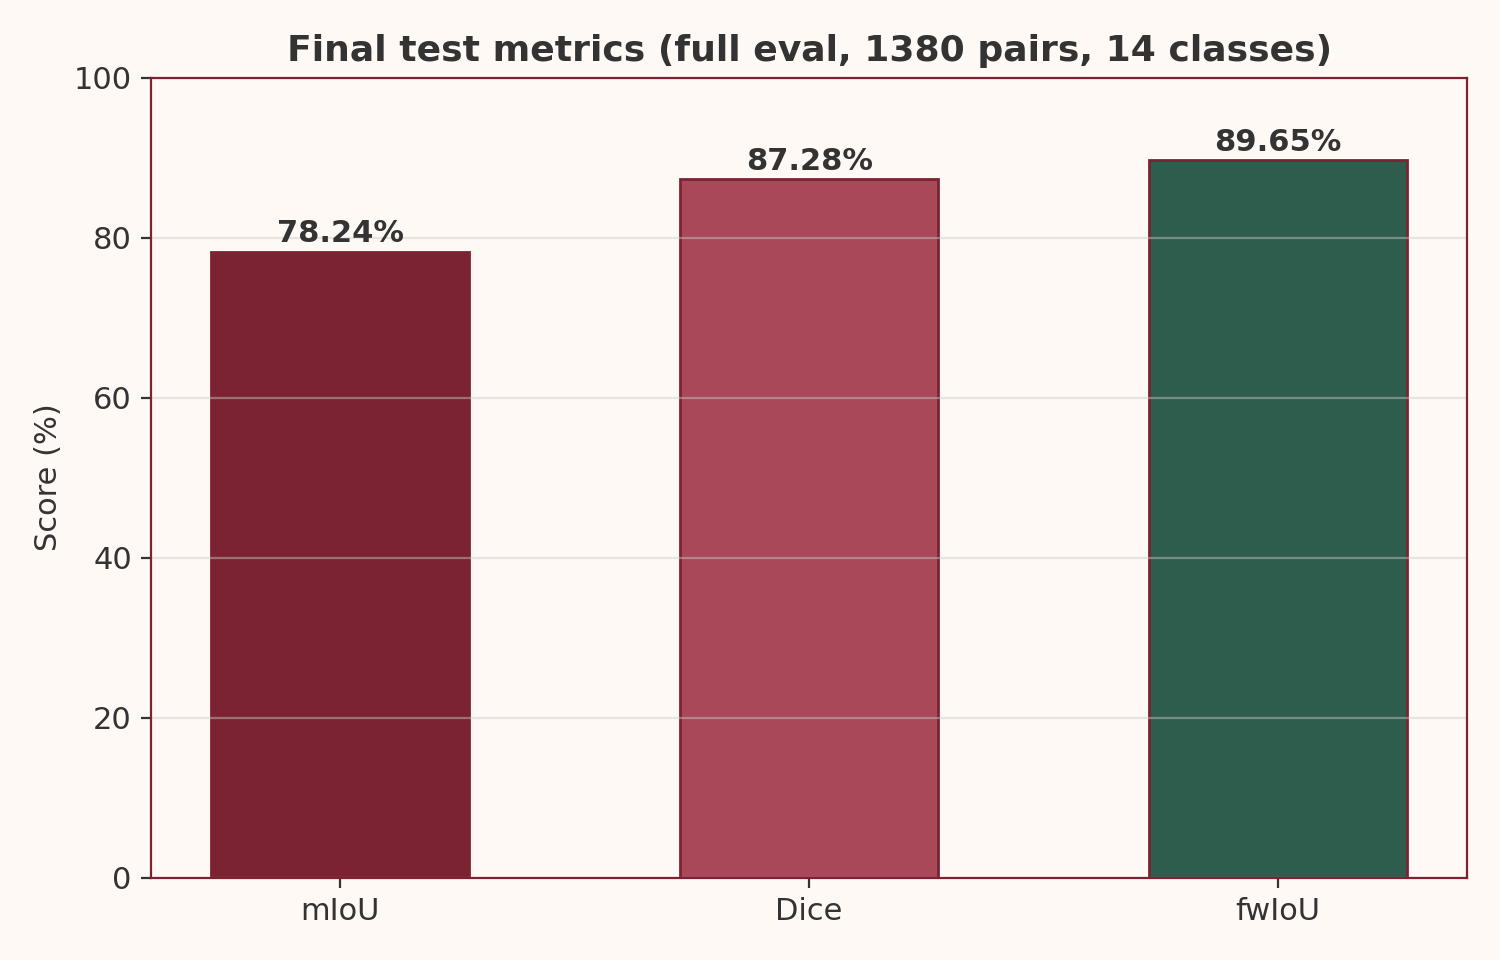 Final test metrics (full eval, 1380 pairs, 14 classes)
100
80
60
40
20
0
Score (%)
78.24%
87.28%
89.65%
mIoU
Dice
fwIoU